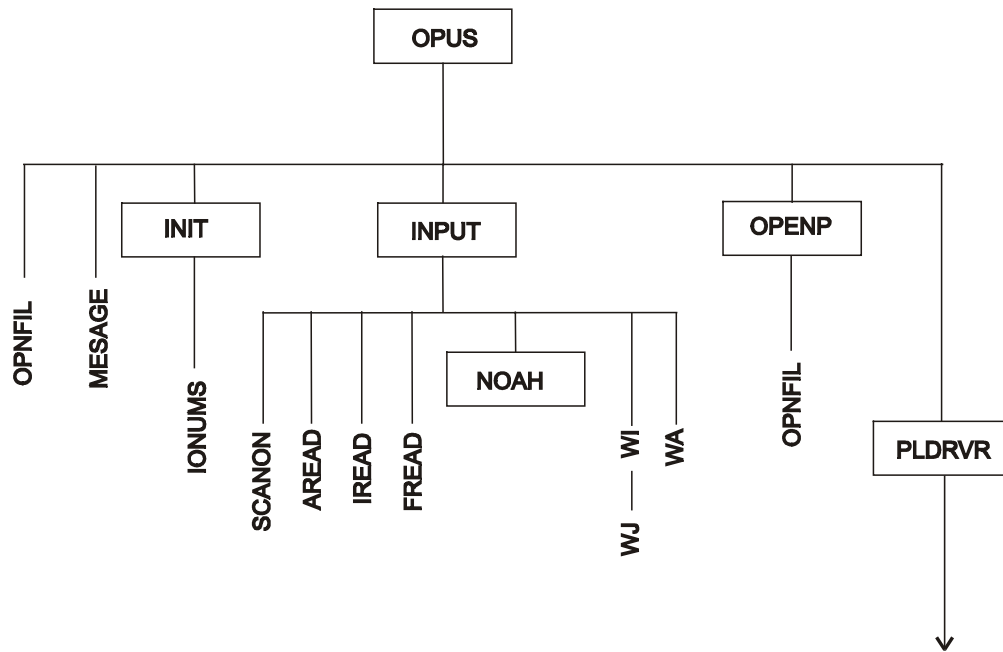 OPUS
INIT
INPUT
OPENP
OPNFIL
MESAGE
IONUMS
NOAH
OPNFIL
SCANON
AREAD
IREAD
FREAD
WI
WA
PLDRVR
WJ